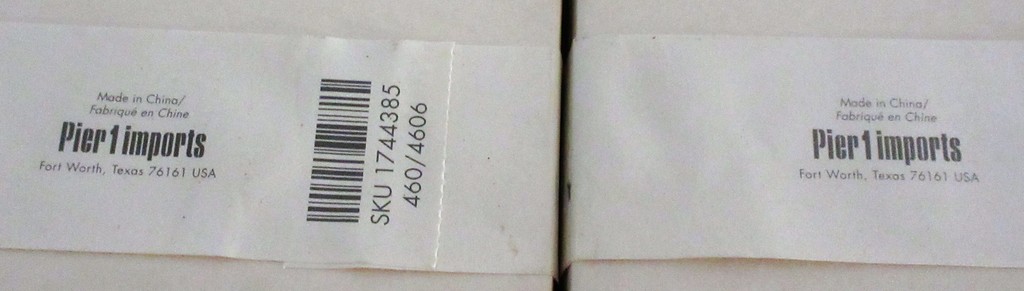 Made in China/
Fabriqué en Chine
Pier 1 imports
Fort Worth, Texas 76161 USA
SKU 1744385
460/4606
Made in China/
Fabriqué en Chine
Pier 1 imports
Fort Worth, Texas 76161 USA